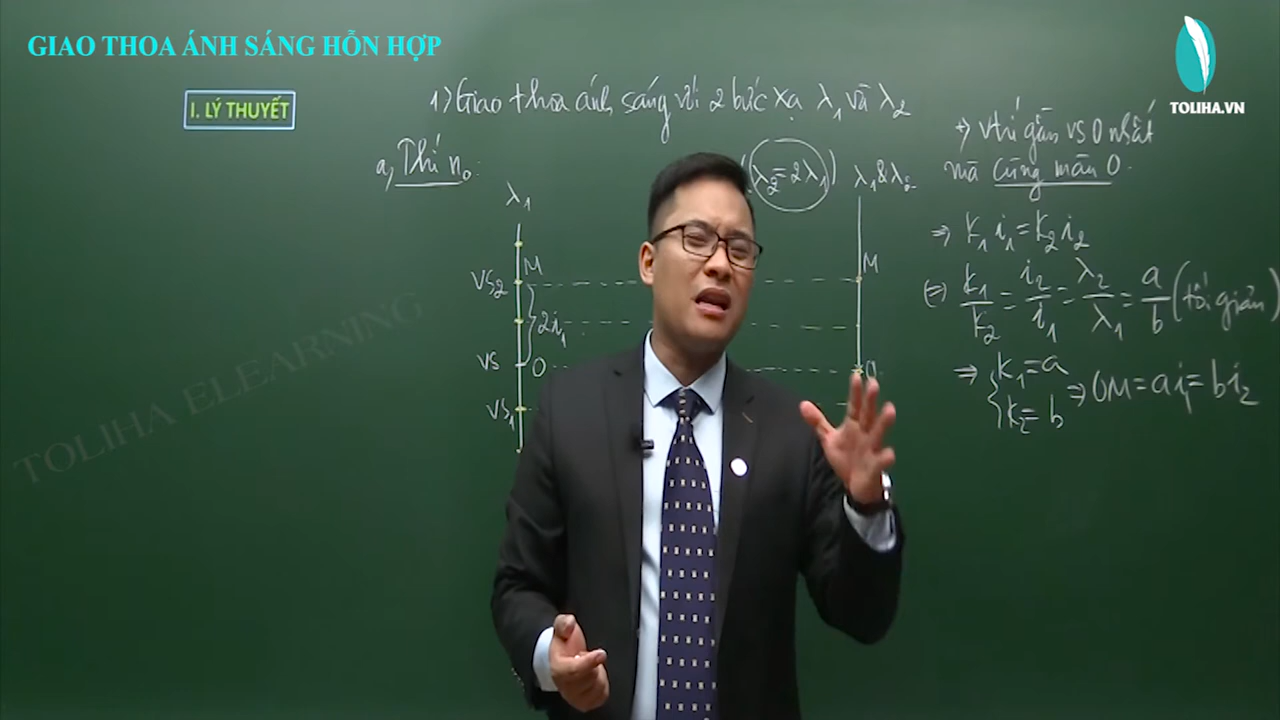 GIAO THOA ÁNH SÁNG HỖN HỢP
TOLIHA.VN
I. LÝ THUYẾT
1) Giao thoa ánh sáng với 2 bức xạ λ₁ và λ₂
a, Thí n₀:
(λ₂=2λ₁)
λ₁
λ₁&λ₂
VS₂
M
M
2i₁
VS
O
VS₁
TOLIHA ELEARNING
+) Vtrí gần VS O nhất
mà cùng màu O.
⇒ k₁i₁=k₂i₂
⇔ k₁/k₂=i₂/i₁=λ₂/λ₁=a/b (tối giản)
⇒ {k₁=a
k₂=b
⇒ OM=ai₁=bi₂